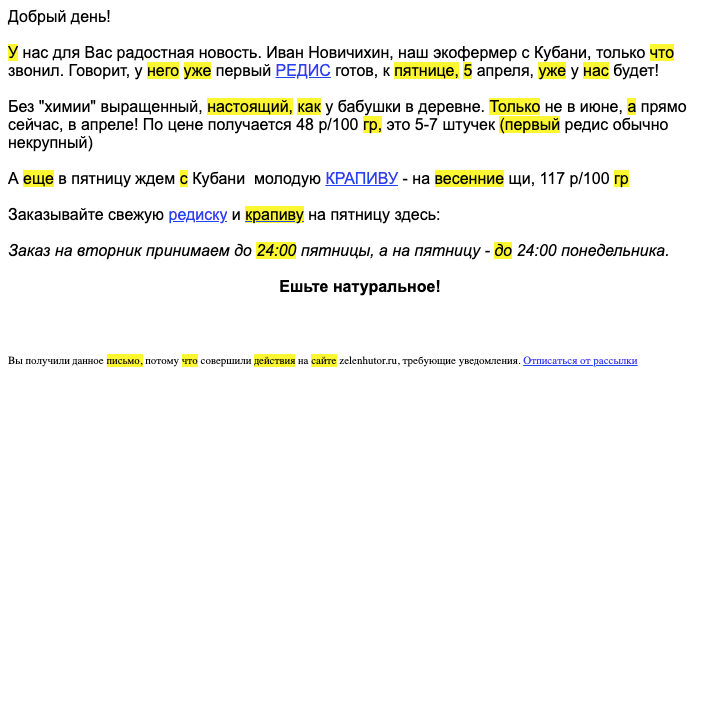 Добрый день!
У нас для Вас радостная новость. Иван Новичихин, наш экофермер с Кубани, только что
звонил. Говорит, у него уже первый РЕДИС готов, к пятнице, 5 апреля, уже у нас будет!
Без "химии" выращенный, настоящий, как у бабушки в деревне. Только не в июне, а прямо
сейчас, в апреле! По цене получается 48 р/100 гр, это 5-7 штучек (первый редис обычно
некрупный)
А еще в пятницу ждем с Кубани  молодую КРАПИВУ - на весенние щи, 117 р/100 гр
Заказывайте свежую редиску и крапиву на пятницу здесь:
Заказ на вторник принимаем до 24:00 пятницы, а на пятницу - до 24:00 понедельника.
Ешьте натуральное!
Вы получили данное письмо, потому что совершили действия на сайте zelenhutor.ru, требующие уведомления. Отписаться от рассылки